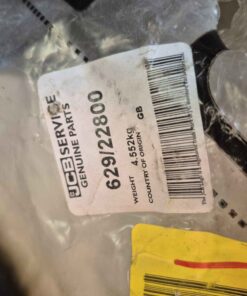 JCB SERVICE
GENUINE PARTS
629/22800
WEIGHT 4.552KG
COUNTRY OF ORIGIN GB